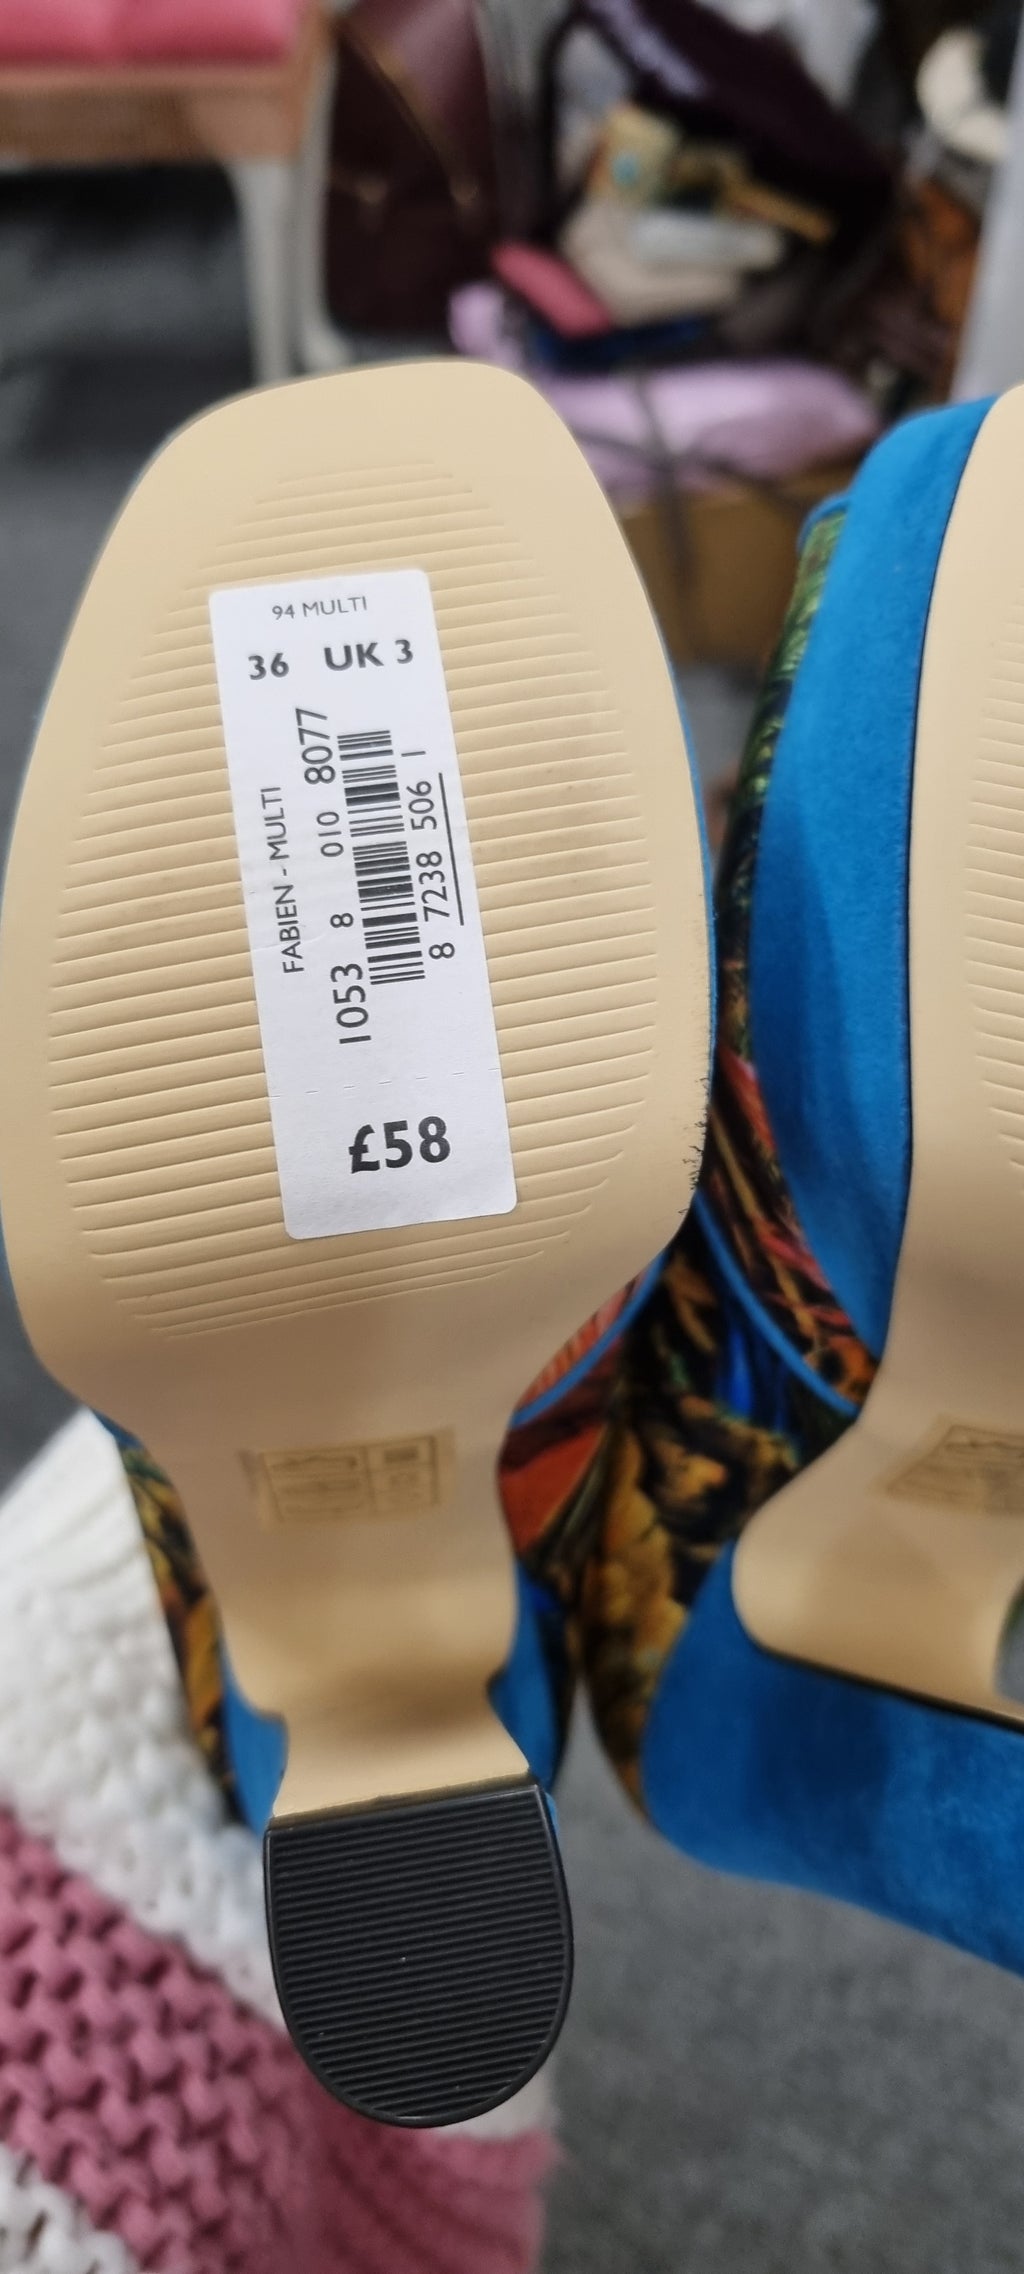 94 MULTI
36 UK 3
FABIEN - MULTI
1053 8 010 8077
8 7238 506 1
£58